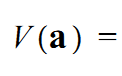 V(a) =